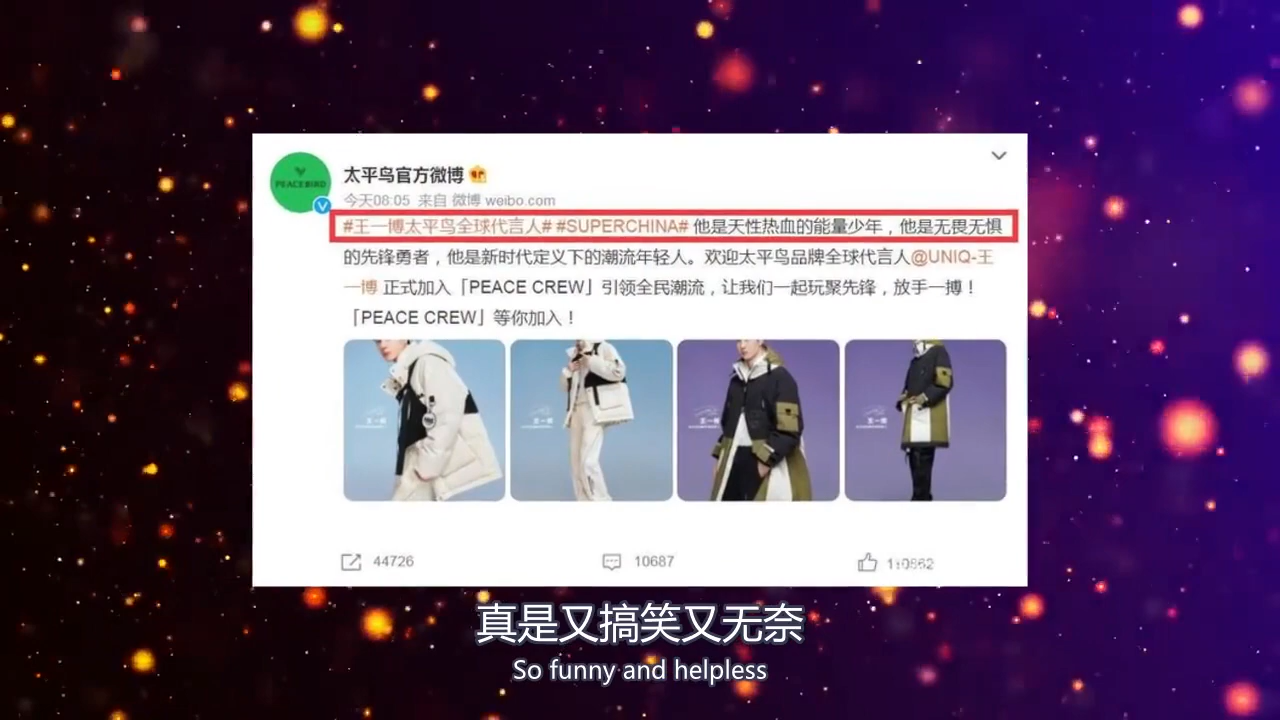 太平鸟官方微博
PEACEBIRD
今天08:05 来自 微博 weibo.com
#王一博太平鸟全球代言人# #SUPERCHINA# 他是天性热血的能量少年，他是无畏无惧
的先锋勇者，他是新时代定义下的潮流年轻人。欢迎太平鸟品牌全球代言人@UNIQ-王
一博 正式加入「PEACE CREW」引领全民潮流，让我们一起玩聚先锋，放手一搏！
「PEACE CREW」等你加入！
44726
10687
真是又搞笑又无奈
So funny and helpless